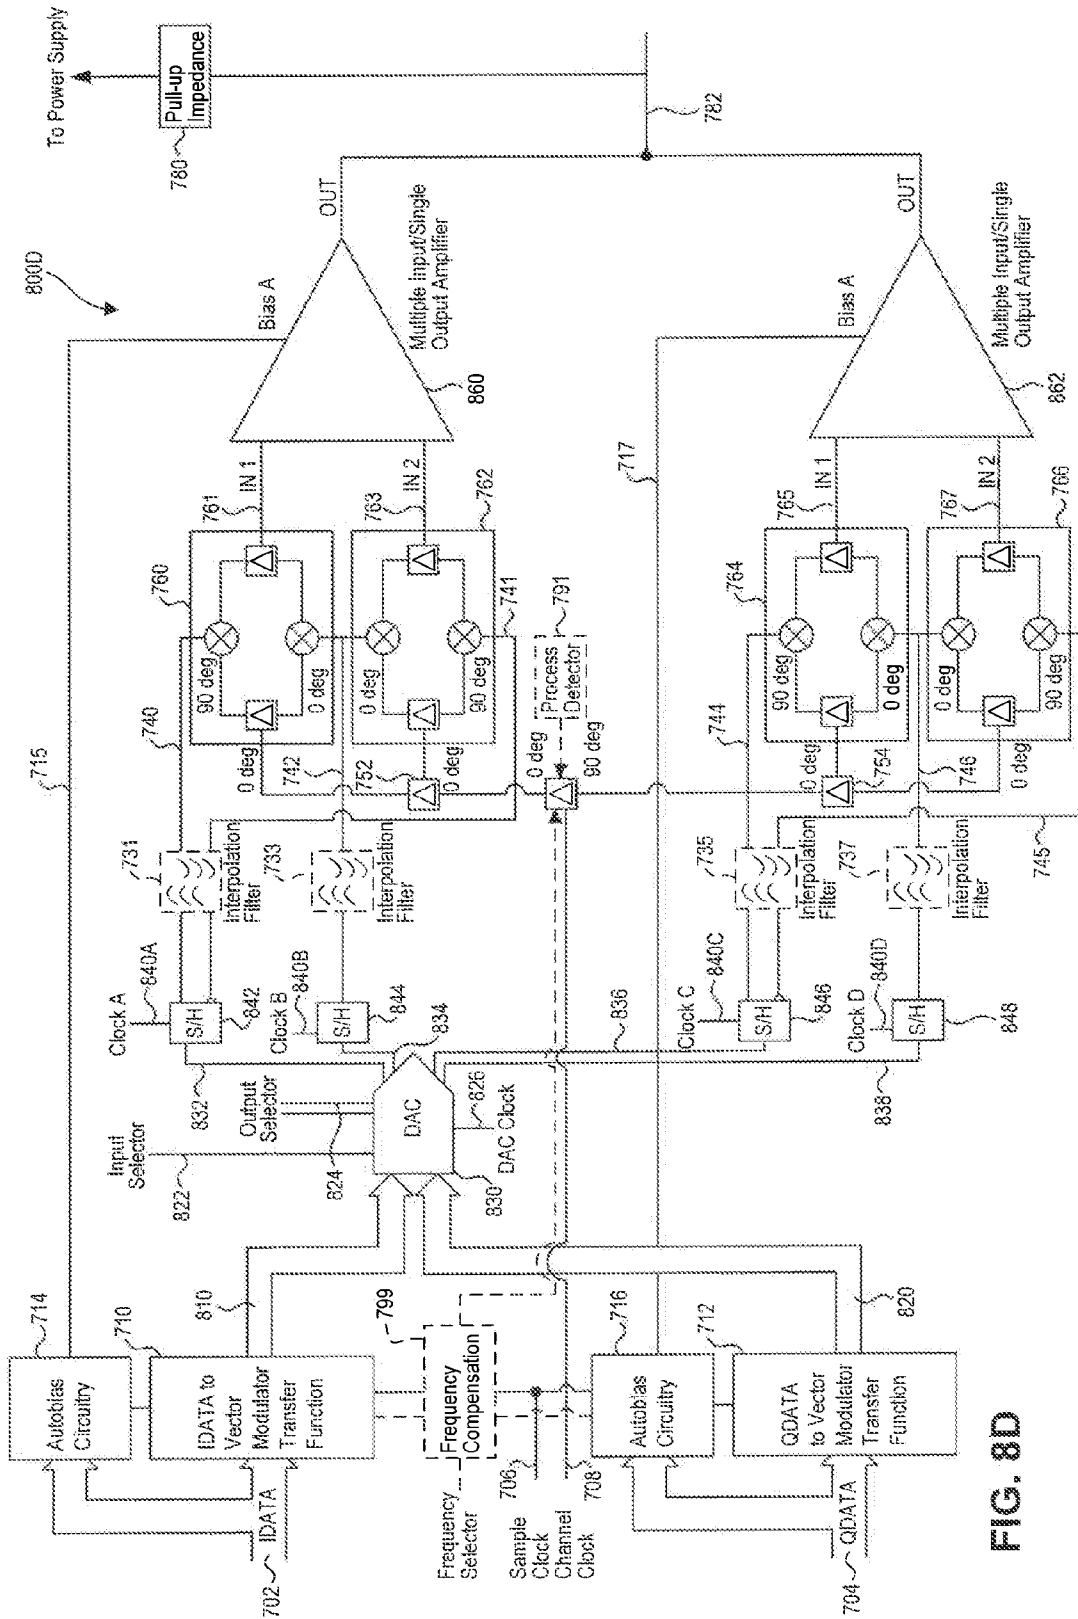 800D
To Power Supply
Pull-up
Impedance
780
782
715
Bias A
OUT
Multiple Input/Single
Output Amplifier
860
761
IN 1
763
IN 2
760
762
740
90 deg
0 deg
0 deg
742
752
0 deg
90 deg
0 deg
741
791
Process
Detector
0 deg
90 deg
731
Interpolation
Filter
733
Interpolation
Filter
Clock A
840A
S/H
842
Clock B
840B
S/H
844
834
832
Output
Selector
Input
Selector
822
824
DAC
826
DAC Clock
830
836
838
714
Autobias
Circuitry
710
IDATA to
Vector
Modulator
Transfer
Function
810
702
IDATA
799
Frequency
Compensation
Frequency
Selector
706
Sample
Clock
Channel
Clock
708
716
Autobias
Circuitry
712
QDATA
to Vector
Modulator
Transfer
Function
820
704
QDATA
717
Clock C
840C
S/H
846
Clock D
840D
S/H
848
735
Interpolation
Filter
737
Interpolation
Filter
745
744
90 deg
0 deg
0 deg
754
746
0 deg
90 deg
0 deg
764
766
765
IN 1
767
IN 2
Bias A
OUT
Multiple Input/Single
Output Amplifier
862
FIG. 8D